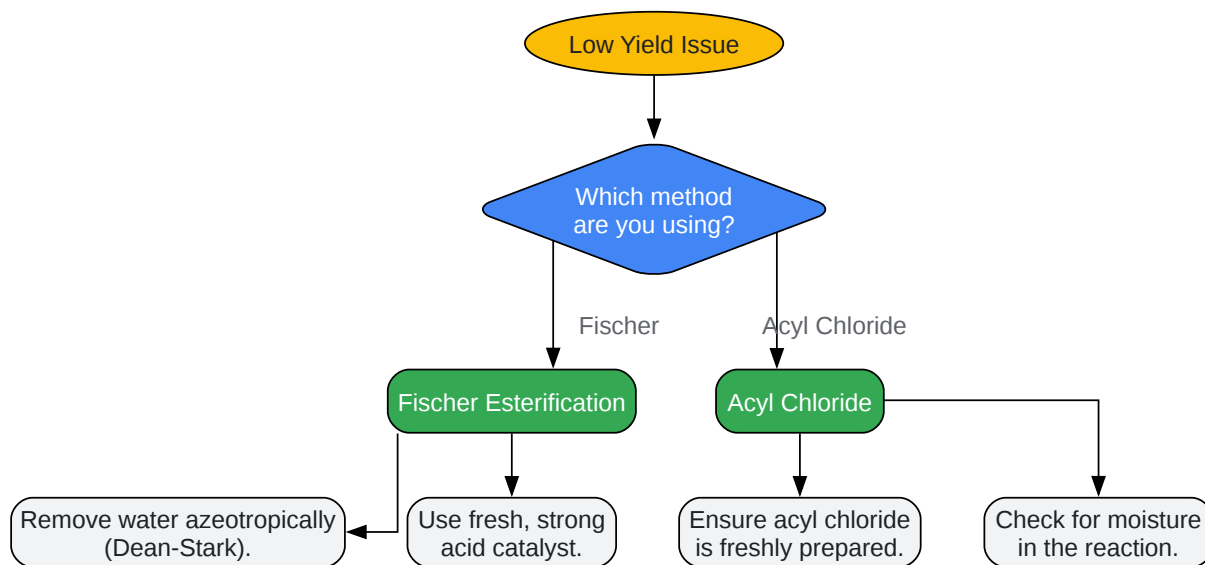 Low Yield Issue
Which method
are you using?
Fischer
Acyl Chloride
Fischer Esterification
Acyl Chloride
Remove water azeotropically
(Dean-Stark).
Use fresh, strong
acid catalyst.
Ensure acyl chloride
is freshly prepared.
Check for moisture
in the reaction.